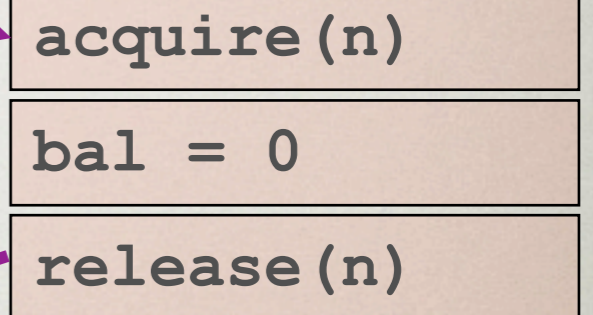 acquire(n)
bal = 0
release(n)